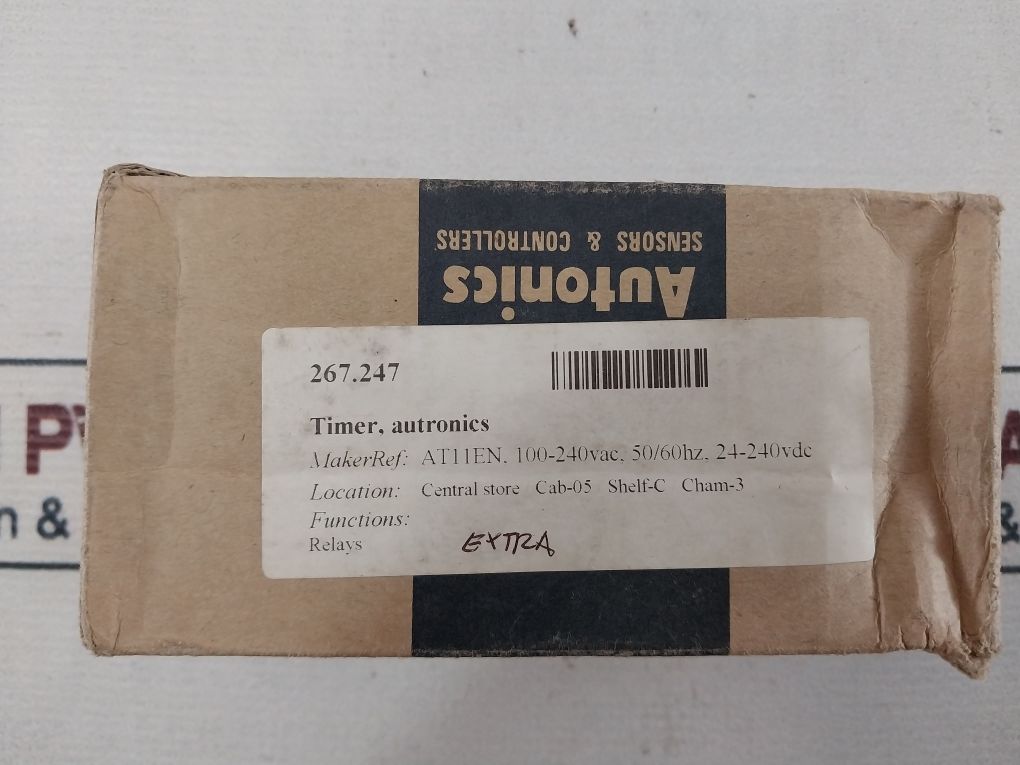 SENSORS & CONTROLLERS
Autonics
267.247
Timer, autronics
MakerRef: AT11EN, 100-240vac, 50/60hz, 24-240vdc
Location: Central store Cab-05 Shelf-C Cham-3
Functions:
Relays EXTRA
P
n &
A
&